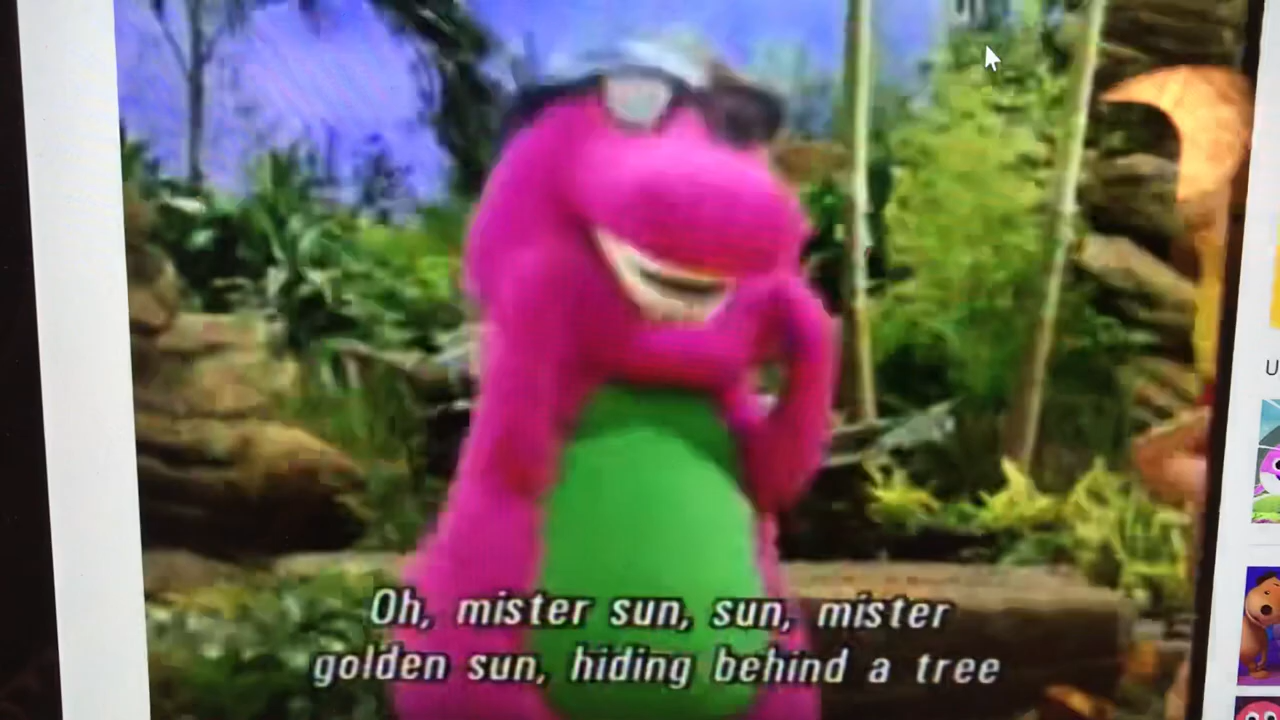 U
Oh, mister sun, sun, mister
golden sun, hiding behind a tree